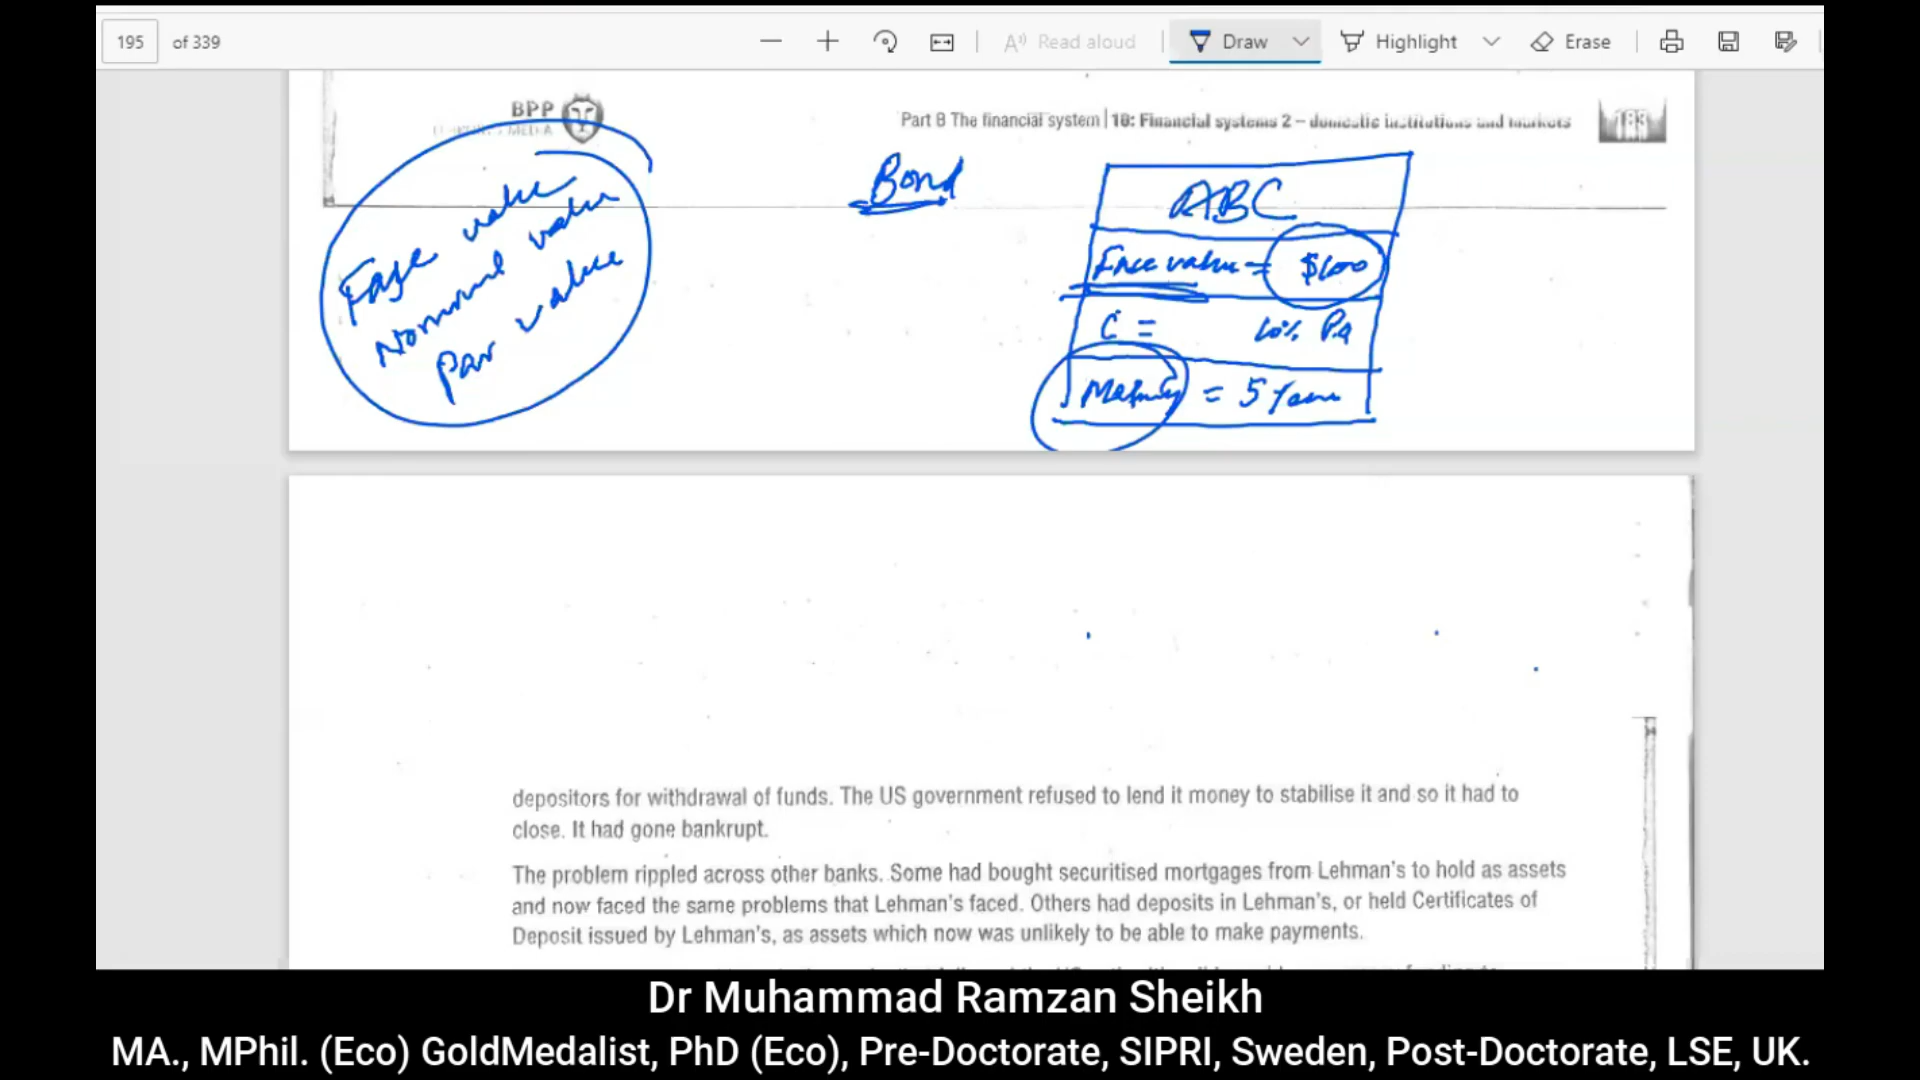 195 of 339 Read aloud Draw Highlight Erase
BPP
MEDIA
Part B The financial system | 10: Financial systems 2 – domestic institutions and markets
Face value
Nominal value
Par value
Bond
ABC
Face value = $100
C = 10% P.a
Maturity = 5 Years
depositors for withdrawal of funds. The US government refused to lend it money to stabilise it and so it had to
close. It had gone bankrupt.
The problem rippled across other banks. Some had bought securitised mortgages from Lehman's to hold as assets
and now faced the same problems that Lehman's faced. Others had deposits in Lehman's, or held Certificates of
Deposit issued by Lehman's, as assets which now was unlikely to be able to make payments.
Dr Muhammad Ramzan Sheikh
MA., MPhil. (Eco) GoldMedalist, PhD (Eco), Pre-Doctorate, SIPRI, Sweden, Post-Doctorate, LSE, UK.